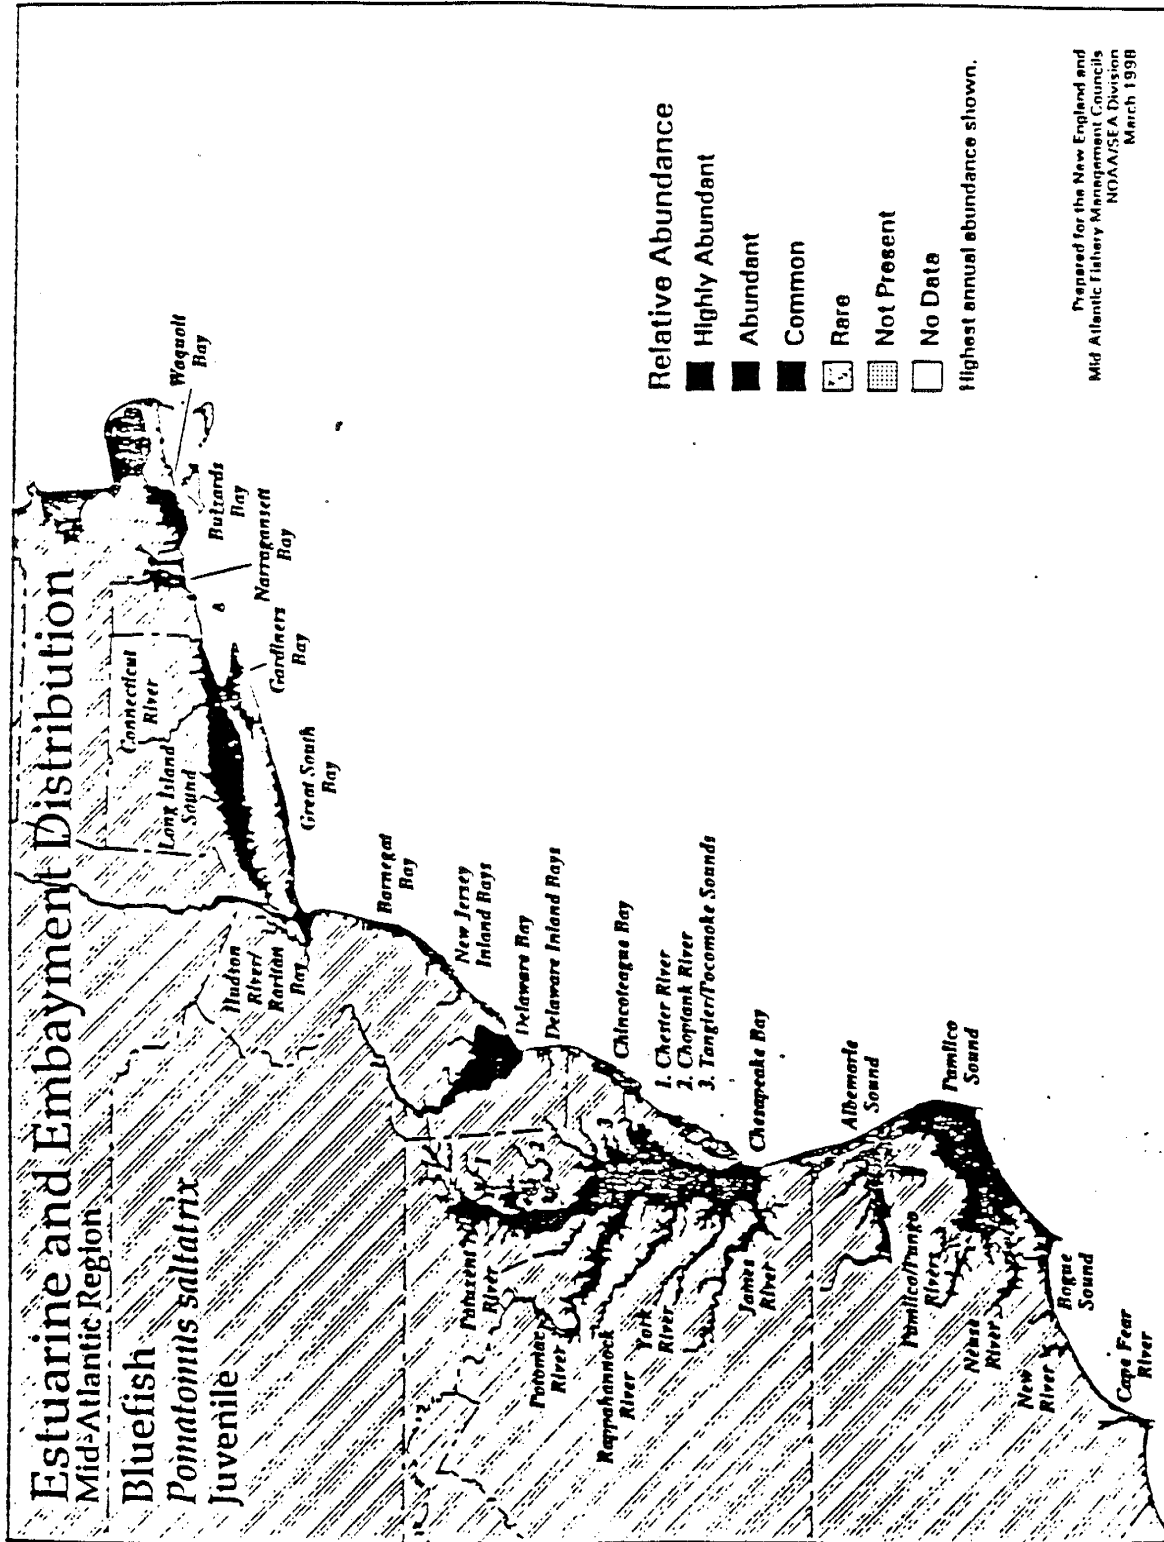 Estuarine and Embayment Distribution
Mid-Atlantic Region
Bluefish
Pomatomus saltatrix
Juvenile
Connecticut
River
Long Island
Sound
Hudson
River/
Raritan
Bay
Waquoit
Bay
Buzzards
Bay
Narragansett
Bay
Gardiners
Bay
Great South
Bay
Barnegat
Bay
New Jersey
Inland Bays
Delaware Bay
Delaware Inland Bays
Chincoteague Bay
1. Chester River
2. Choptank River
3. Tangier/Pocomoke Sounds
1
2
3
Chesapeake Bay
Patuxent
River
Potomac
River
Rappahannock
River
York
River
James
River
Albemarle
Sound
Pamlico
Sound
Pamlico/Pungo
Rivers
Neuse
River
New
River
Bogue
Sound
Cape Fear
River
Relative Abundance
Highly Abundant
Abundant
Common
Rare
Not Present
No Data
Highest annual abundance shown.
Prepared for the New England and
Mid Atlantic Fishery Management Councils
NOAA/SEA Division
March 1998